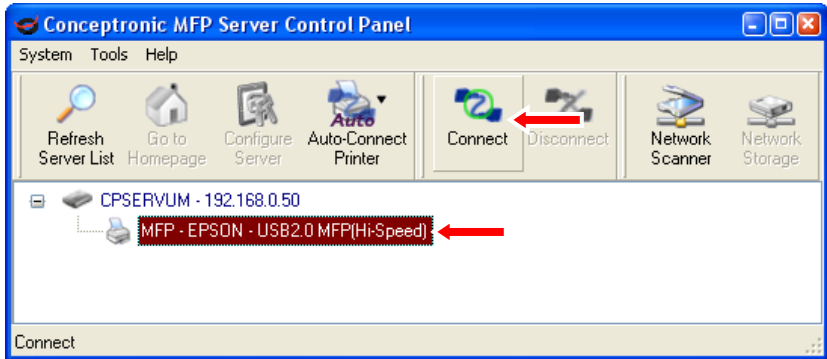 Conceptronic MFP Server Control Panel
System Tools Help
Refresh Server List
Go to Homepage
Configure Server
Auto
Auto-Connect Printer
Connect
Disconnect
Network Scanner
Network Storage
CPSERVUM - 192.168.0.50
MFP - EPSON - USB2.0 MFP(Hi-Speed)
Connect